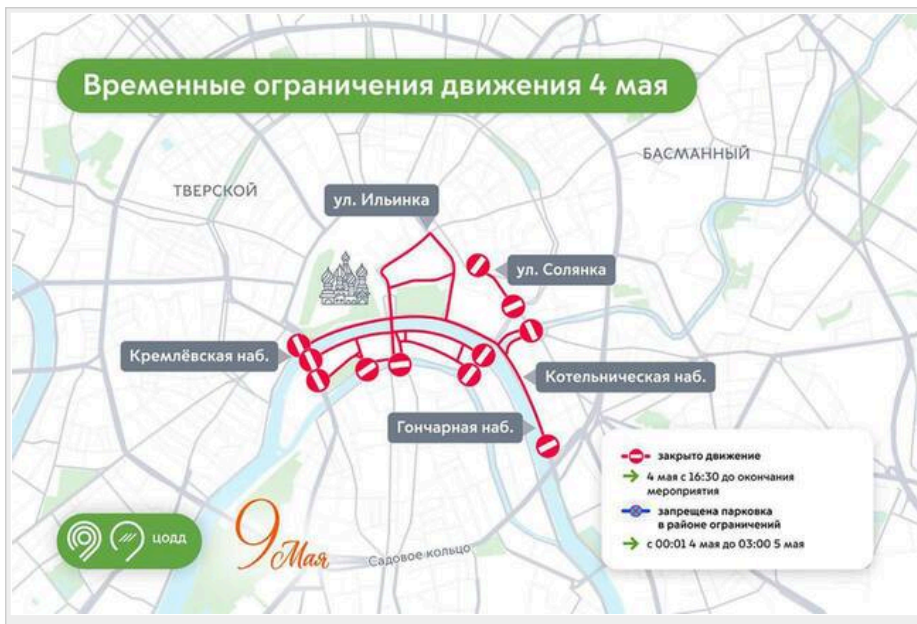 Временные ограничения движения 4 мая
БАСМАННЫЙ
ТВЕРСКОЙ
ул. Ильинка
ул. Солянка
Кремлёвская наб.
Котельническая наб.
Гончарная наб.
закрыто движение
4 мая с 16:30 до окончания
мероприятия
запрещена парковка
в районе ограничений
с 00:01 4 мая до 03:00 5 мая
цодд
9 Мая
Садовое кольцо